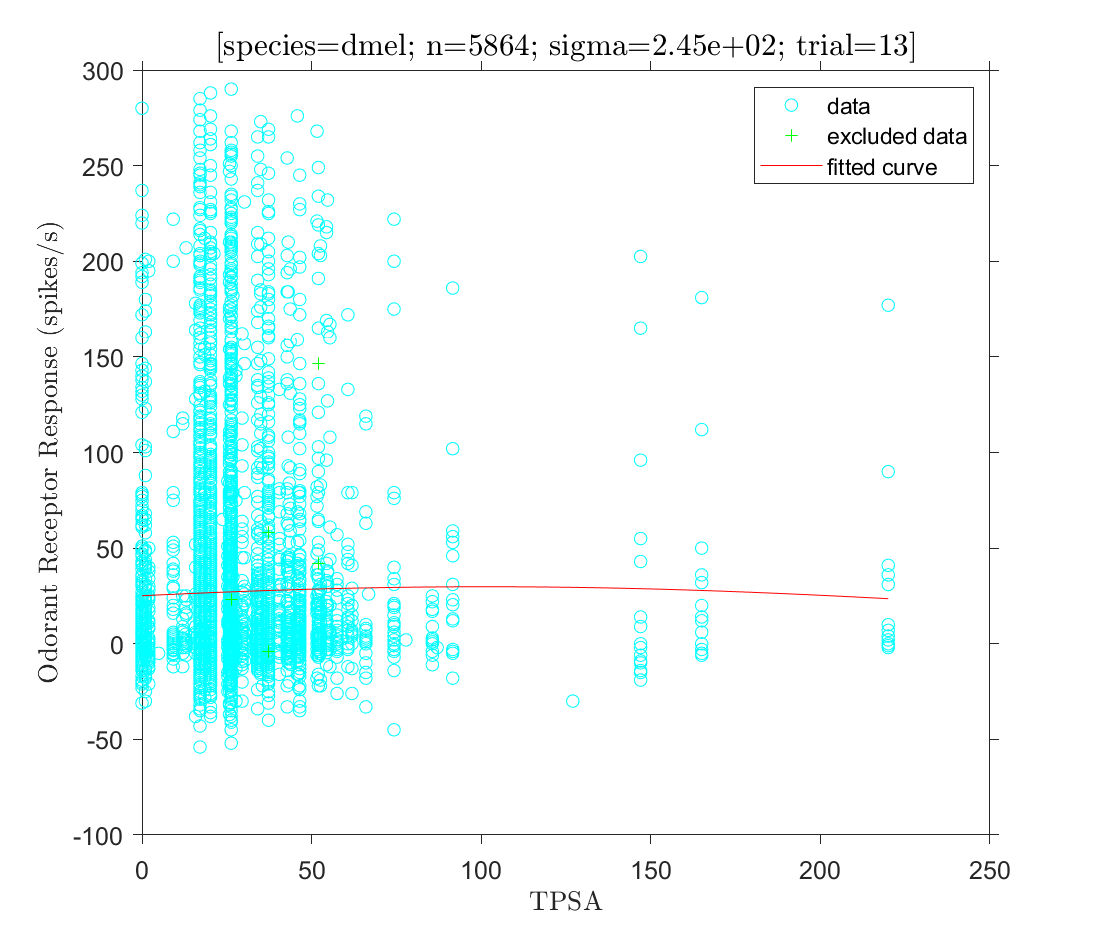 [species=dmel; n=5864; sigma=2.45e+02; trial=13]
300
250
200
150
100
50
0
-50
-100
Odorant Receptor Response (spikes/s)
data
excluded data
fitted curve
0 50 100 150 200 250
TPSA